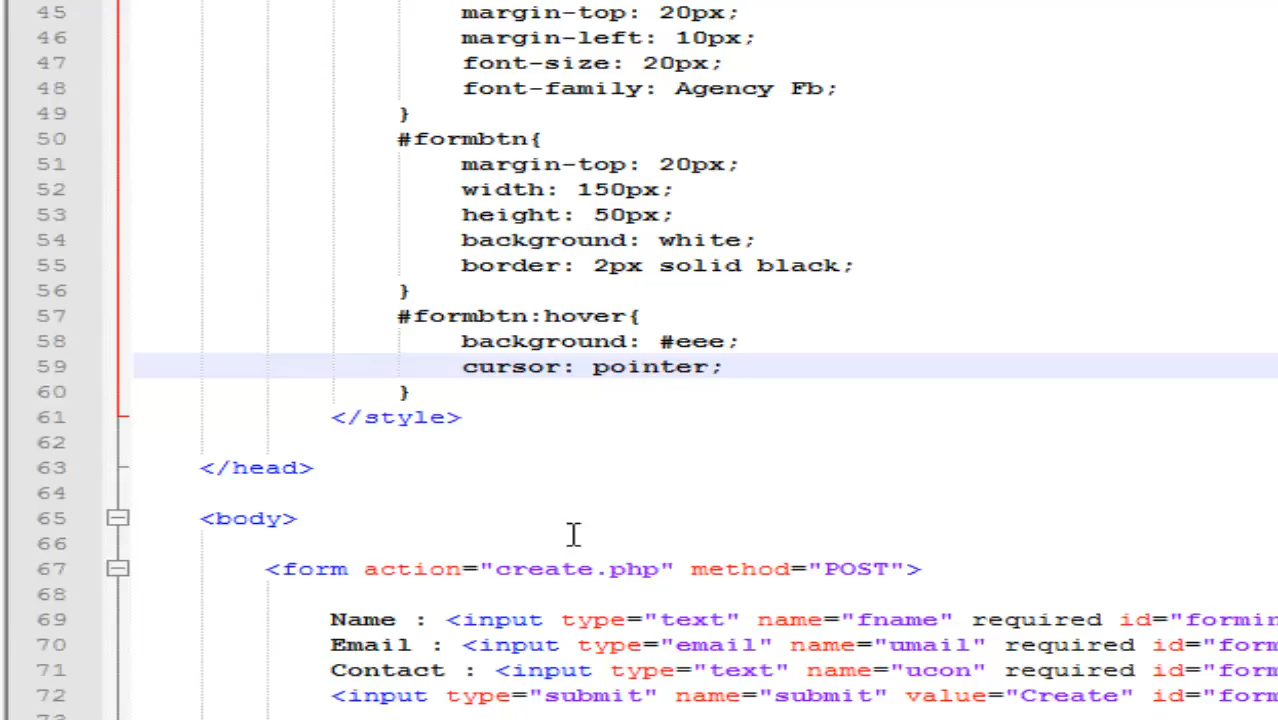 45 margin-top: 20px;
46 margin-left: 10px;
47 font-size: 20px;
48 font-family: Agency Fb;
49 }
50 #formbtn{
51 margin-top: 20px;
52 width: 150px;
53 height: 50px;
54 background: white;
55 border: 2px solid black;
56 }
57 #formbtn:hover{
58 background: #eee;
59 cursor: pointer;
60 }
61 </style>
62
63 </head>
64
65 <body>
66
67 <form action="create.php" method="POST">
68
69 Name : <input type="text" name="fname" required id="formin
70 Email : <input type="email" name="umail" required id="form
71 Contact : <input type="text" name="ucon" required id="form
72 <input type="submit" name="submit" value="Create" id="form